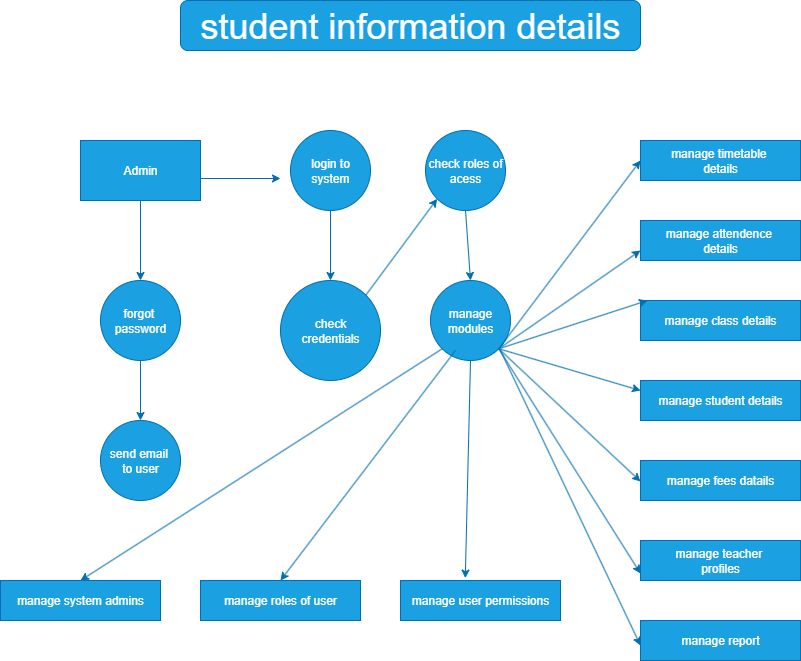 student information details
Admin
login to
system
check roles of
acess
manage timetable
details
manage attendence
details
forgot
password
check
credentials
manage
modules
manage class details
manage student details
send email
to user
manage fees datails
manage teacher
profiles
manage system admins
manage roles of user
manage user permissions
manage report